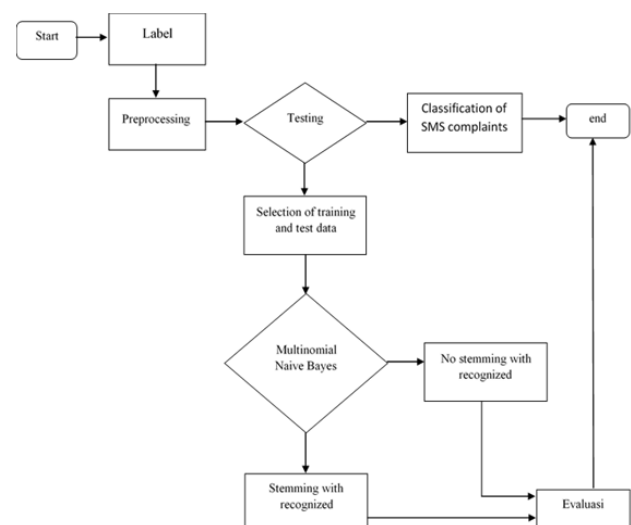 Start
Label
Preprocessing
Testing
Classification of
SMS complaints
end
Selection of training
and test data
Multinomial
Naive Bayes
No stemming with
recognized
Stemming with
recognized
Evaluasi